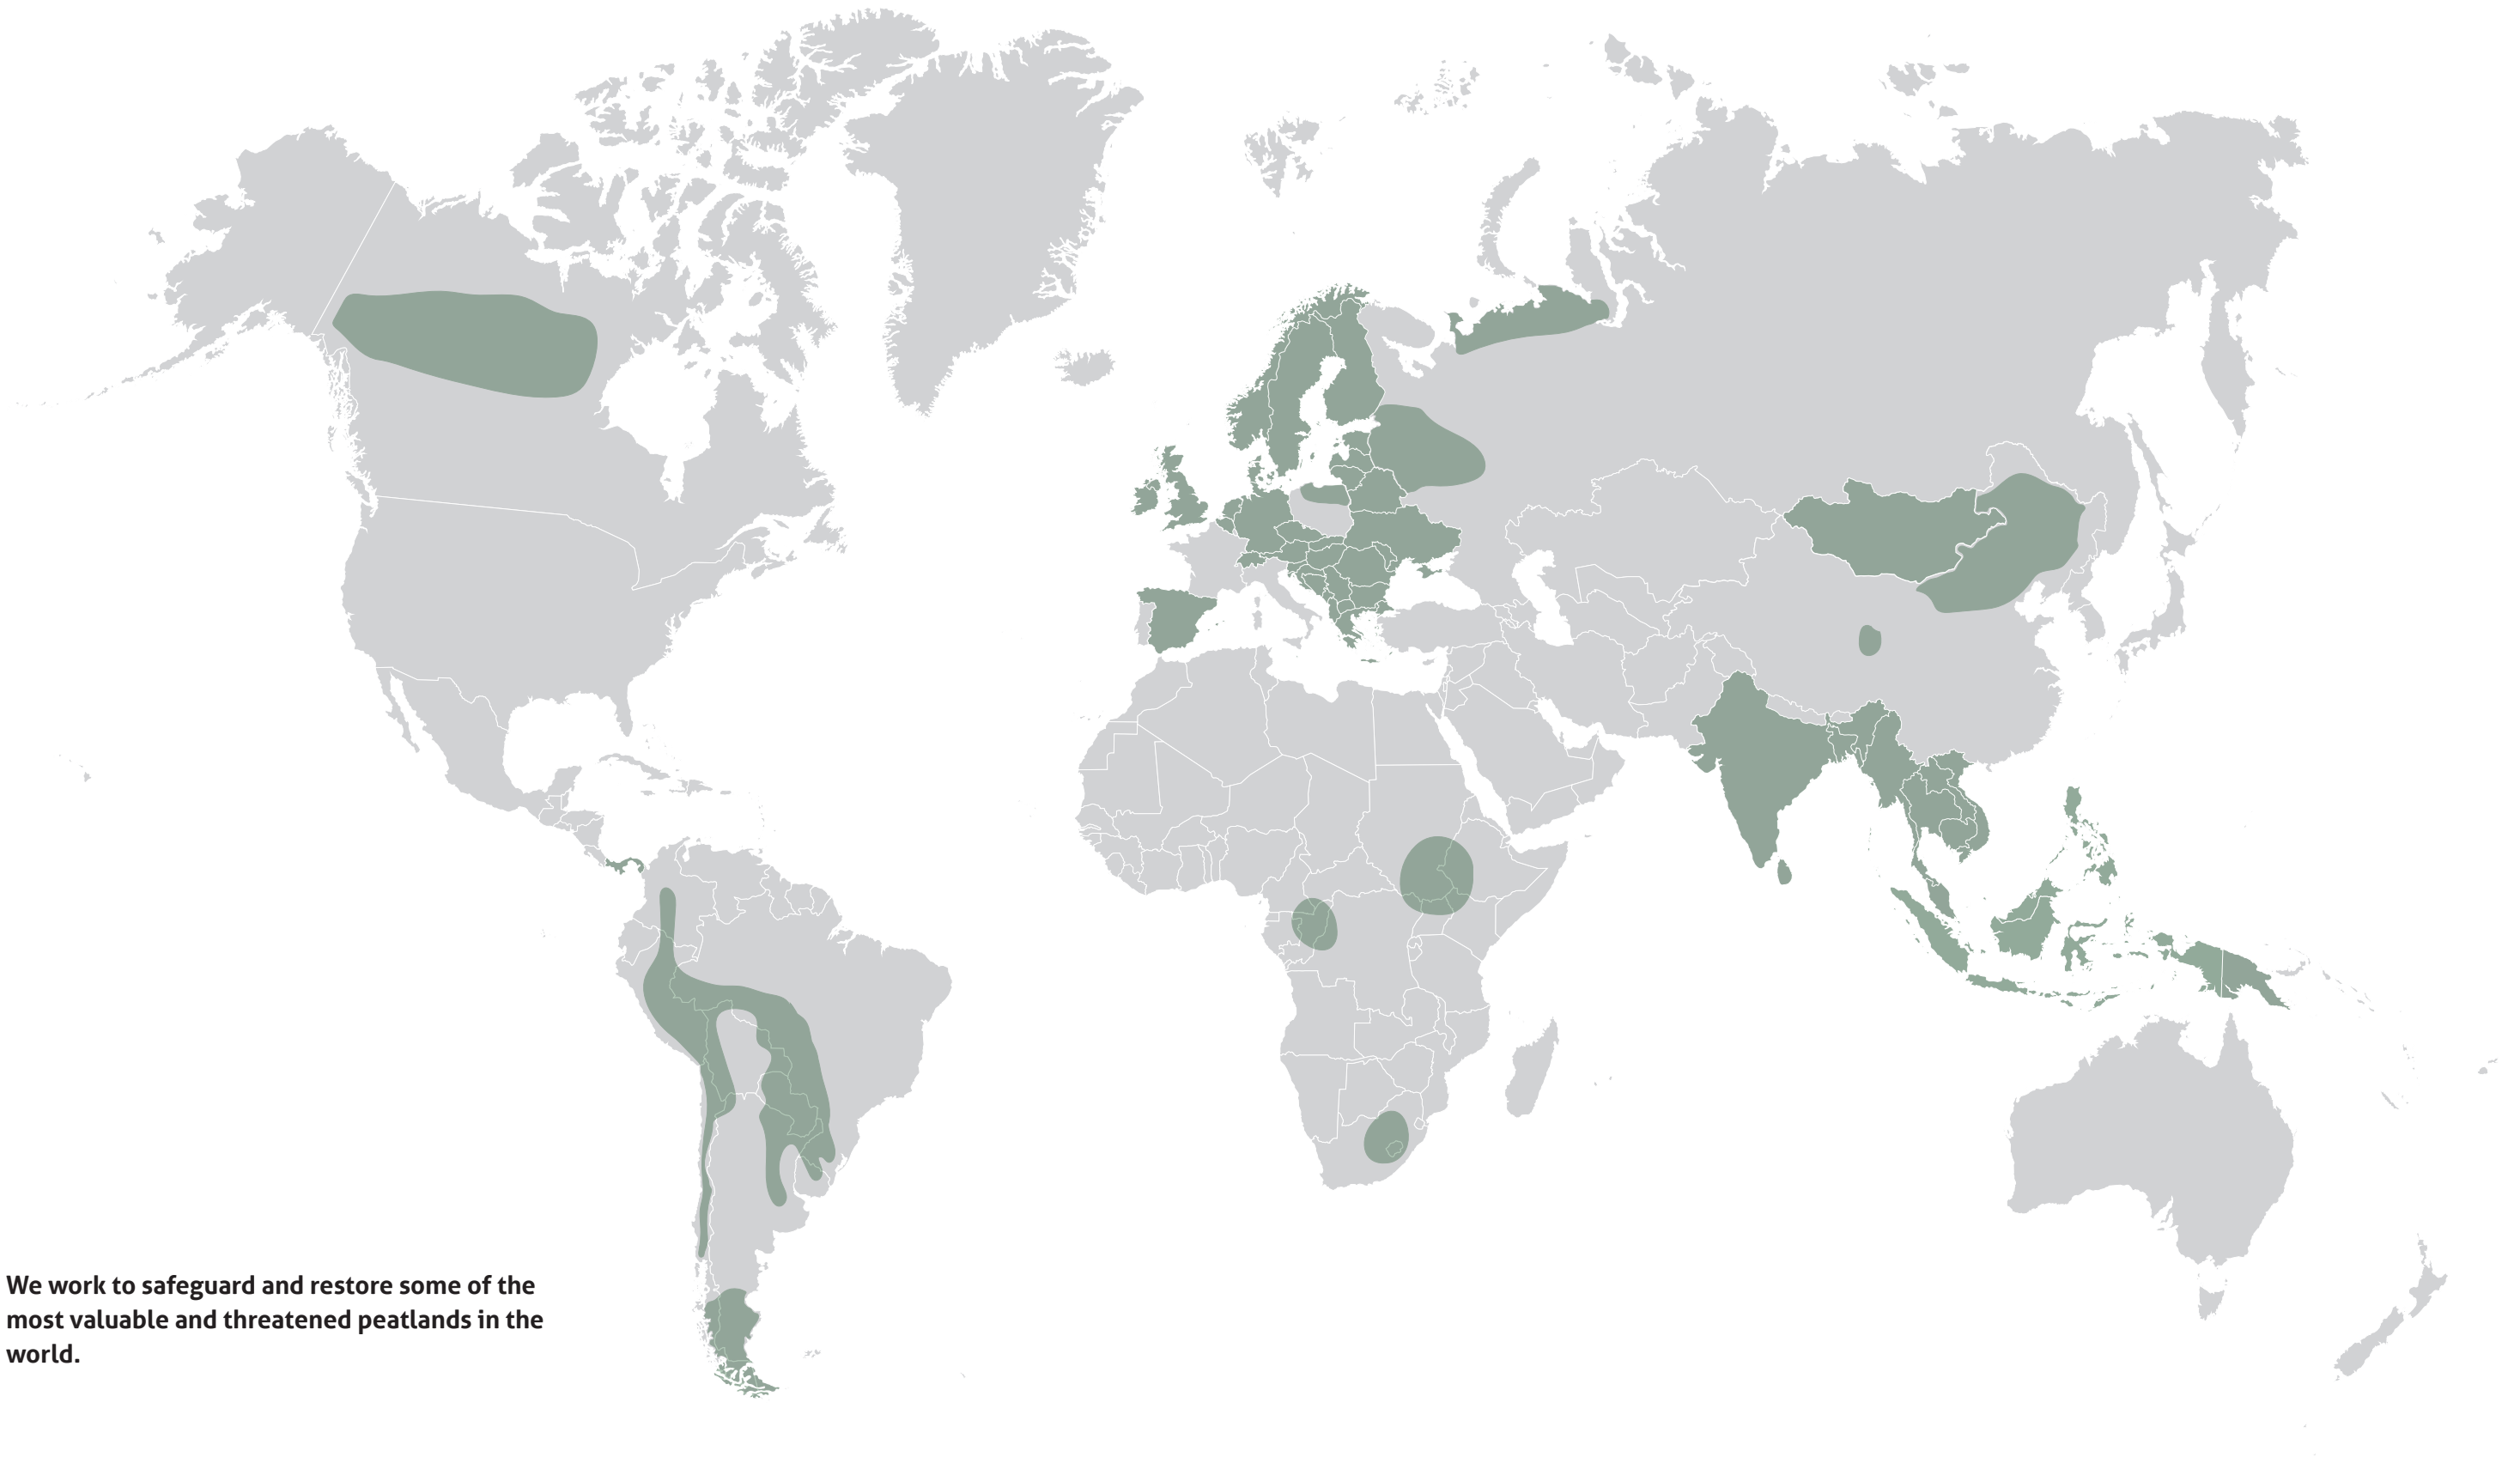 We work to safeguard and restore some of the
most valuable and threatened peatlands in the
world.